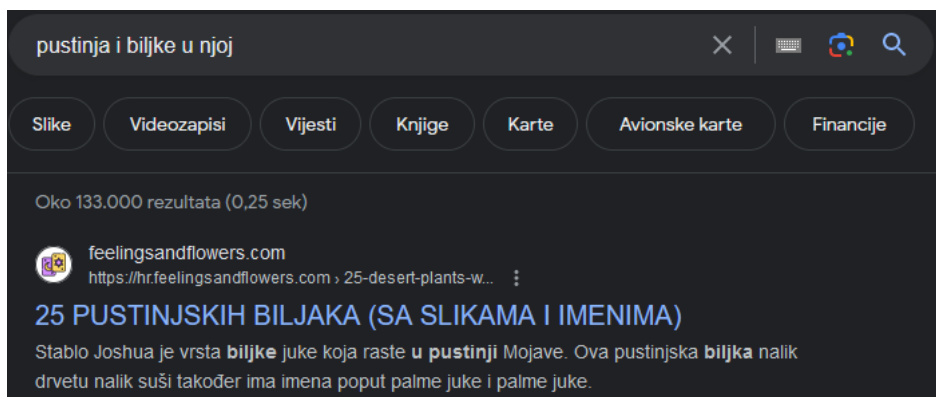 pustinja i biljke u njoj
Slike Videozapisi Vijesti Knjige Karte Avionske karte Financije
Oko 133.000 rezultata (0,25 sek)
feelingsandflowers.com
https://hr.feelingsandflowers.com › 25-desert-plants-w...
25 PUSTINJSKIH BILJAKA (SA SLIKAMA I IMENIMA)
Stablo Joshua je vrsta biljke juke koja raste u pustinji Mojave. Ova pustinjska biljka nalik
drvetu nalik suši također ima imena poput palme juke i palme juke.